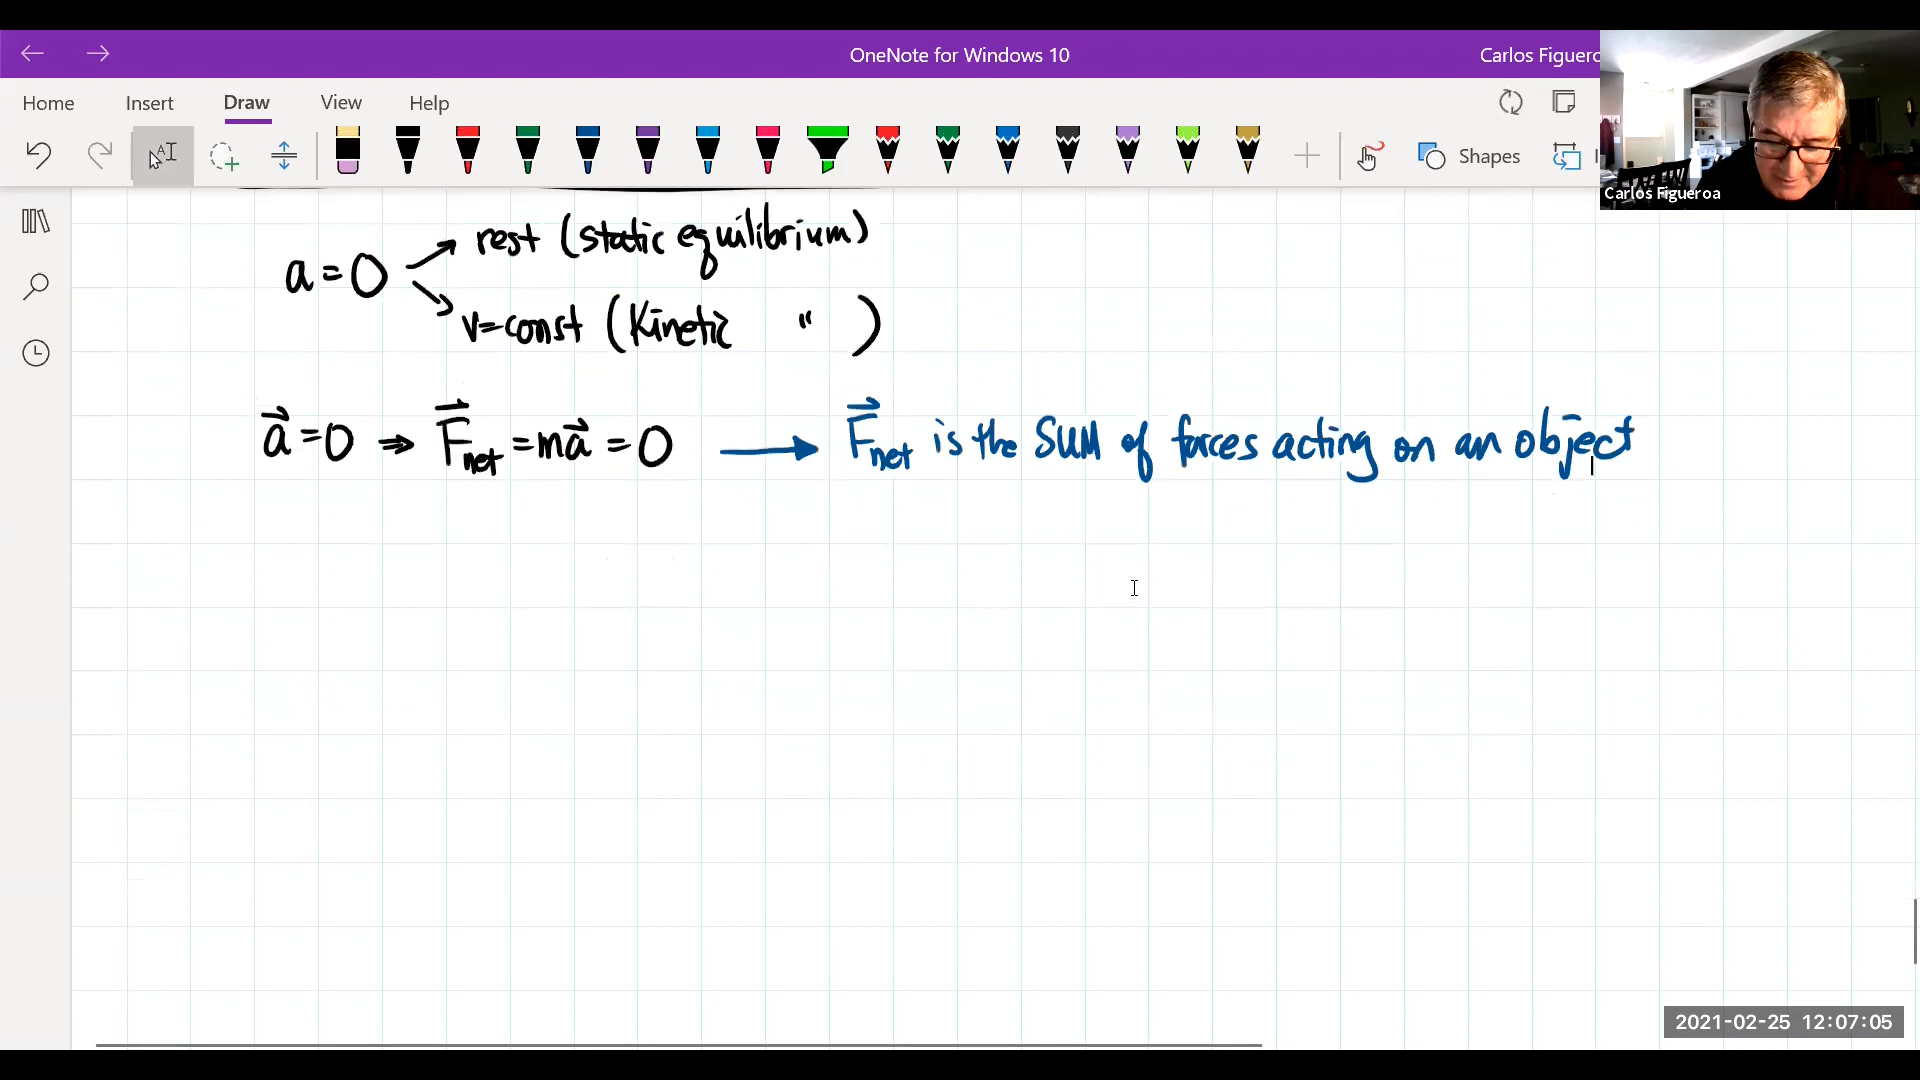 OneNote for Windows 10
Carlos Figuero
Home Insert Draw View Help
Shapes
Carlos Figueroa
rest (static equilibrium)
a = 0
v = const (Kinetic " )
a⃗ = 0 ⇒ F⃗net = ma⃗ = 0 → F⃗net is the SUM of forces acting on an object
2021-02-25 12:07:05